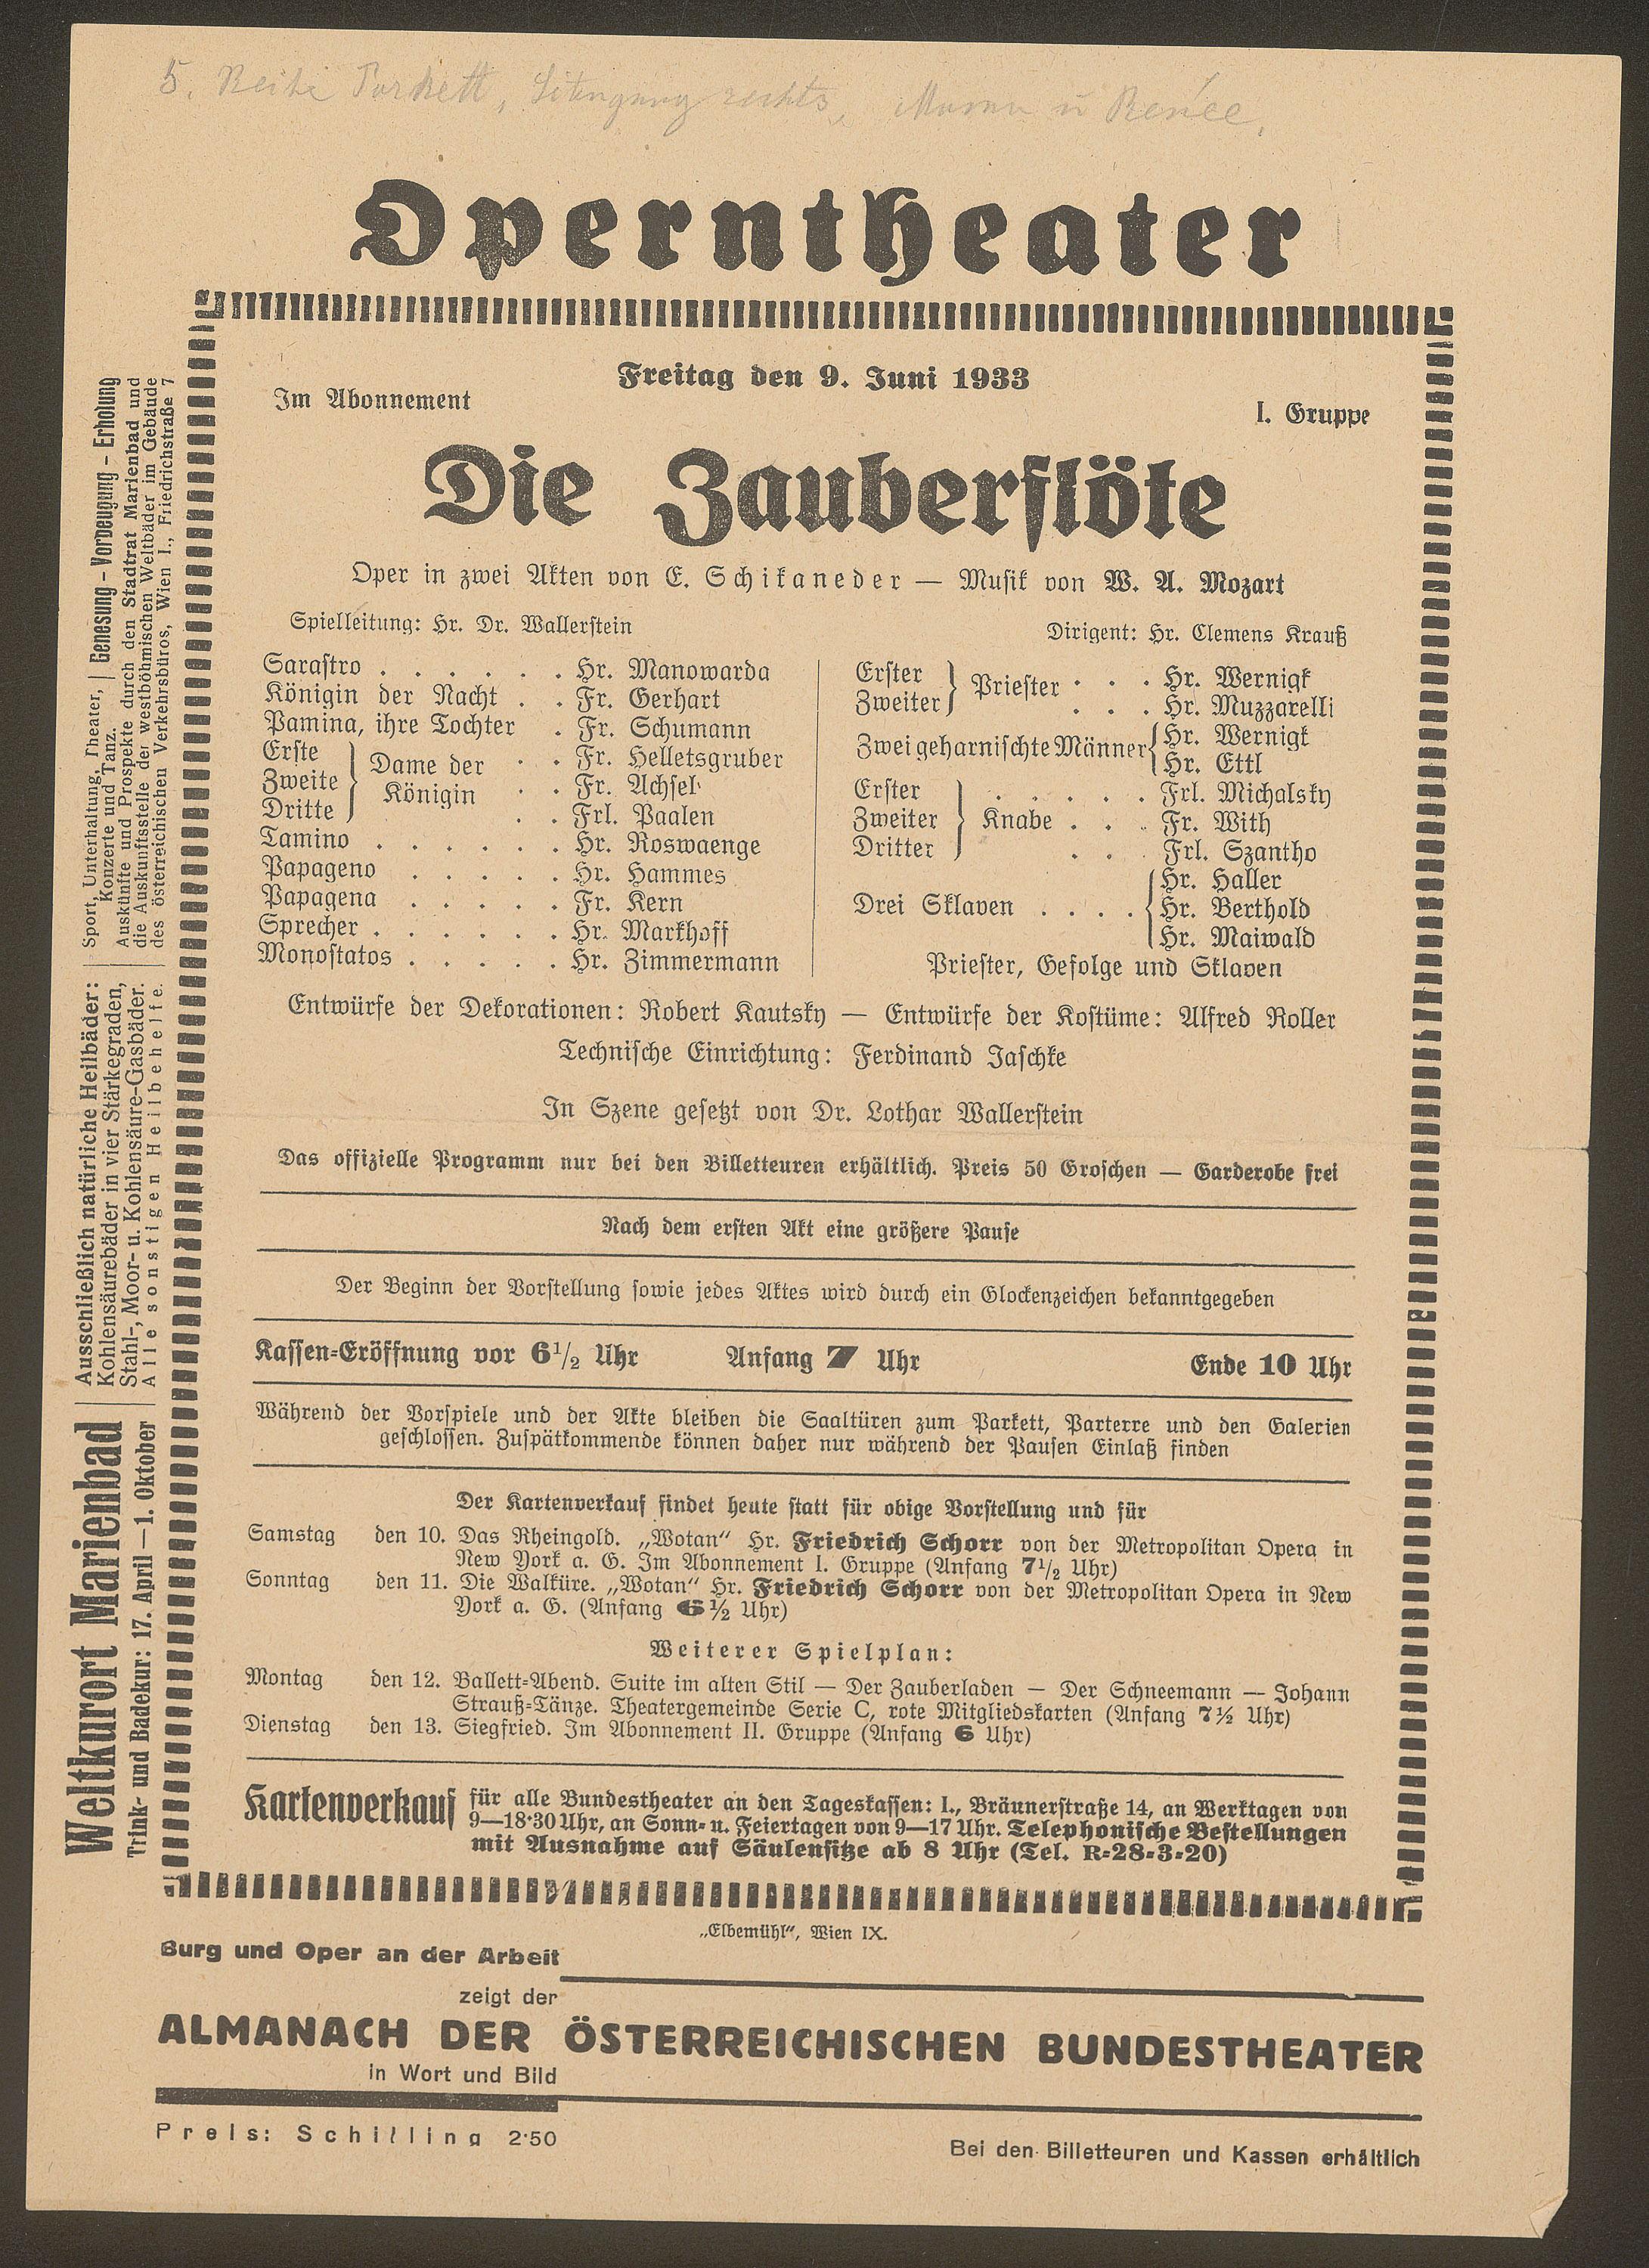 5. Reihe Parkett, Sitzgang rechts, Mama u Renée.
Operntheater
Freitag den 9. Juni 1933
Im Abonnement
I. Gruppe
Die Zauberflöte
Oper in zwei Akten von E. Schikaneder — Musik von W. A. Mozart
Spielleitung: Hr. Dr. Wallerstein
Dirigent: Hr. Clemens Krauß
Sarastro . . . . . . Hr. Manowarda
Königin der Nacht . . Fr. Gerhart
Pamina, ihre Tochter . Fr. Schumann
Erste } Dame der Königin . . Fr. Helletsgruber
Zweite } . . Fr. Achsel
Dritte } . . Frl. Paalen
Tamino . . . . . . Hr. Roswaenge
Papageno . . . . . Hr. Hammes
Papagena . . . . . Fr. Kern
Sprecher . . . . . . Hr. Markhoff
Monostatos . . . . . Hr. Zimmermann
Erster } Priester . . . Hr. Wernigk
Zweiter } . . . Hr. Muzzarelli
Zwei geharnischte Männer { Hr. Wernigk
Hr. Ettl
Erster } . . . . . Frl. Michalsky
Zweiter } Knabe . . . Fr. With
Dritter } . . . Frl. Szantho
Hr. Haller
Drei Sklaven . . . . { Hr. Berthold
Hr. Maiwald
Priester, Gefolge und Sklaven
Entwürfe der Dekorationen: Robert Kautsky — Entwürfe der Kostüme: Alfred Roller
Technische Einrichtung: Ferdinand Jaschke
In Szene gesetzt von Dr. Lothar Wallerstein
Das offizielle Programm nur bei den Billetteuren erhältlich. Preis 50 Groschen — Garderobe frei
Nach dem ersten Akt eine größere Pause
Der Beginn der Vorstellung sowie jedes Aktes wird durch ein Glockenzeichen bekanntgegeben
Kassen-Eröffnung vor 6½ Uhr Anfang 7 Uhr Ende 10 Uhr
Während der Vorspiele und der Akte bleiben die Saaltüren zum Parkett, Parterre und den Galerien
geschlossen. Zuspätkommende können daher nur während der Pausen Einlaß finden
Der Kartenverkauf findet heute statt für obige Vorstellung und für
Samstag den 10. Das Rheingold. „Wotan“ Hr. Friedrich Schorr von der Metropolitan Opera in
New York a. G. Im Abonnement I. Gruppe (Anfang 7½ Uhr)
Sonntag den 11. Die Walküre. „Wotan“ Hr. Friedrich Schorr von der Metropolitan Opera in New
York a. G. (Anfang 6½ Uhr)
Weiterer Spielplan:
Montag den 12. Ballett-Abend. Suite im alten Stil — Der Zauberladen — Der Schneemann — Johann
Strauß-Tänze. Theatergemeinde Serie C, rote Mitgliedskarten (Anfang 7½ Uhr)
Dienstag den 13. Siegfried. Im Abonnement II. Gruppe (Anfang 6 Uhr)
Kartenverkauf für alle Bundestheater an den Tageskassen: I., Bräunerstraße 14, an Werktagen von
9—18·30 Uhr, an Sonn- u. Feiertagen von 9—17 Uhr. Telephonische Bestellungen
mit Ausnahme auf Säulensitze ab 8 Uhr (Tel. R-28-3-20)
„Elbemühl“, Wien IX.
Burg und Oper an der Arbeit
zeigt der
ALMANACH DER ÖSTERREICHISCHEN BUNDESTHEATER
in Wort und Bild
Preis: Schilling 2·50
Bei den Billetteuren und Kassen erhältlich
Weltkurort Marienbad
Trink- und Badekur: 17. April — 1. Oktober
Ausschließlich natürliche Heilbäder:
Kohlensäurebäder in vier Stärkegraden,
Stahl-, Moor- u. Kohlensäure-Gasbäder.
Alle sonstigen Heilbehelfe.
Sport, Unterhaltung, Theater, | Genesung - Vorbeugung - Erholung
Konzerte und Tanz.
Auskünfte und Prospekte durch den Stadtrat Marienbad und
die Auskunftsstelle der westböhmischen Weltbäder im Gebäude
des österreichischen Verkehrsbüros, Wien I., Friedrichstraße 7